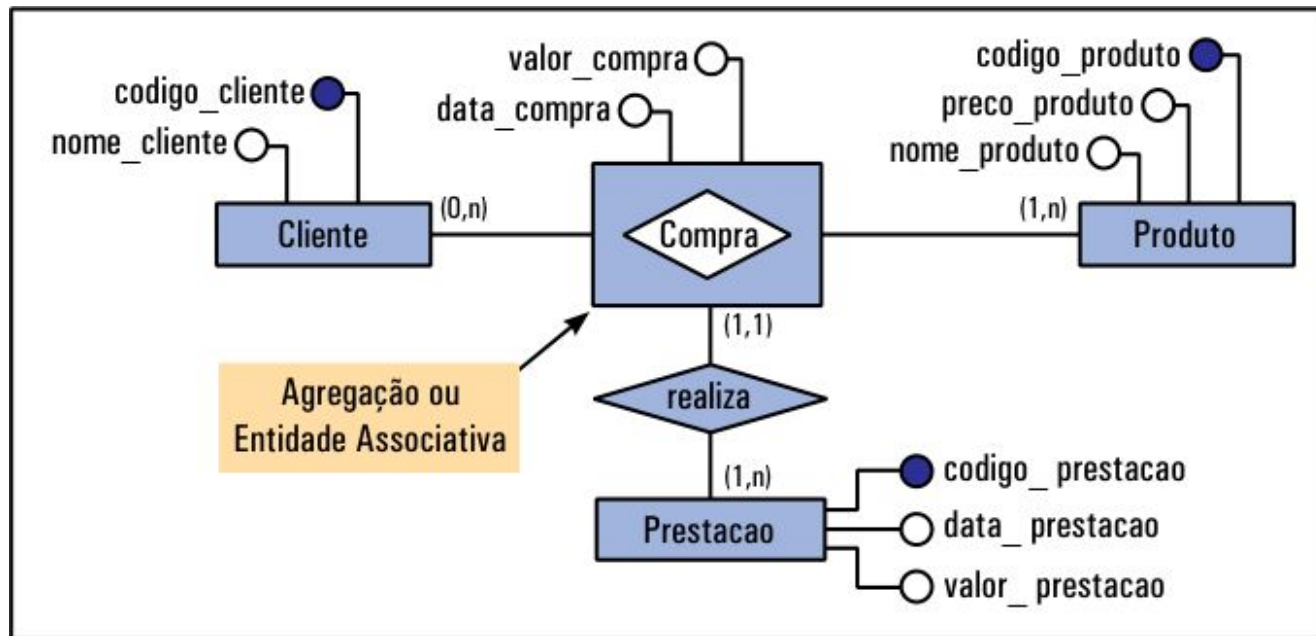 valor_compra
codigo_produto
codigo_cliente
data_compra
preco_produto
nome_cliente
nome_produto
Cliente
(0,n)
Compra
(1,n)
Produto
(1,1)
Agregação ou
Entidade Associativa
realiza
(1,n)
codigo_ prestacao
Prestacao
data_ prestacao
valor_ prestacao